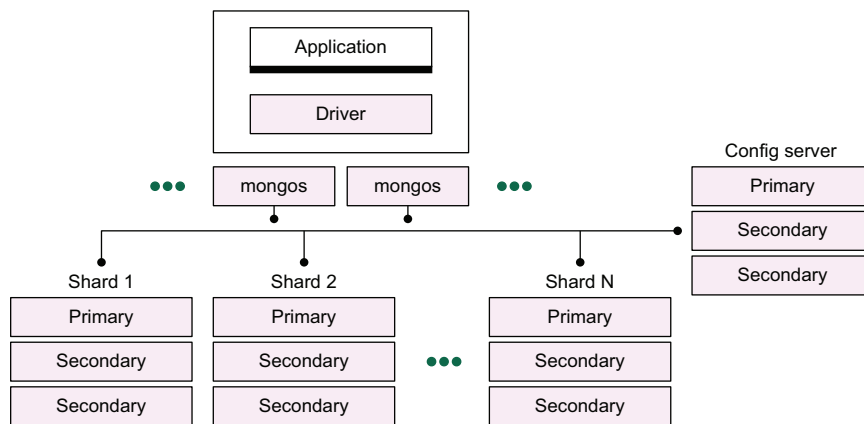 Application
Driver
Config server
mongos
mongos
Primary
Secondary
Secondary
Shard 1
Shard 2
Shard N
Primary
Primary
Primary
Secondary
Secondary
Secondary
Secondary
Secondary
Secondary